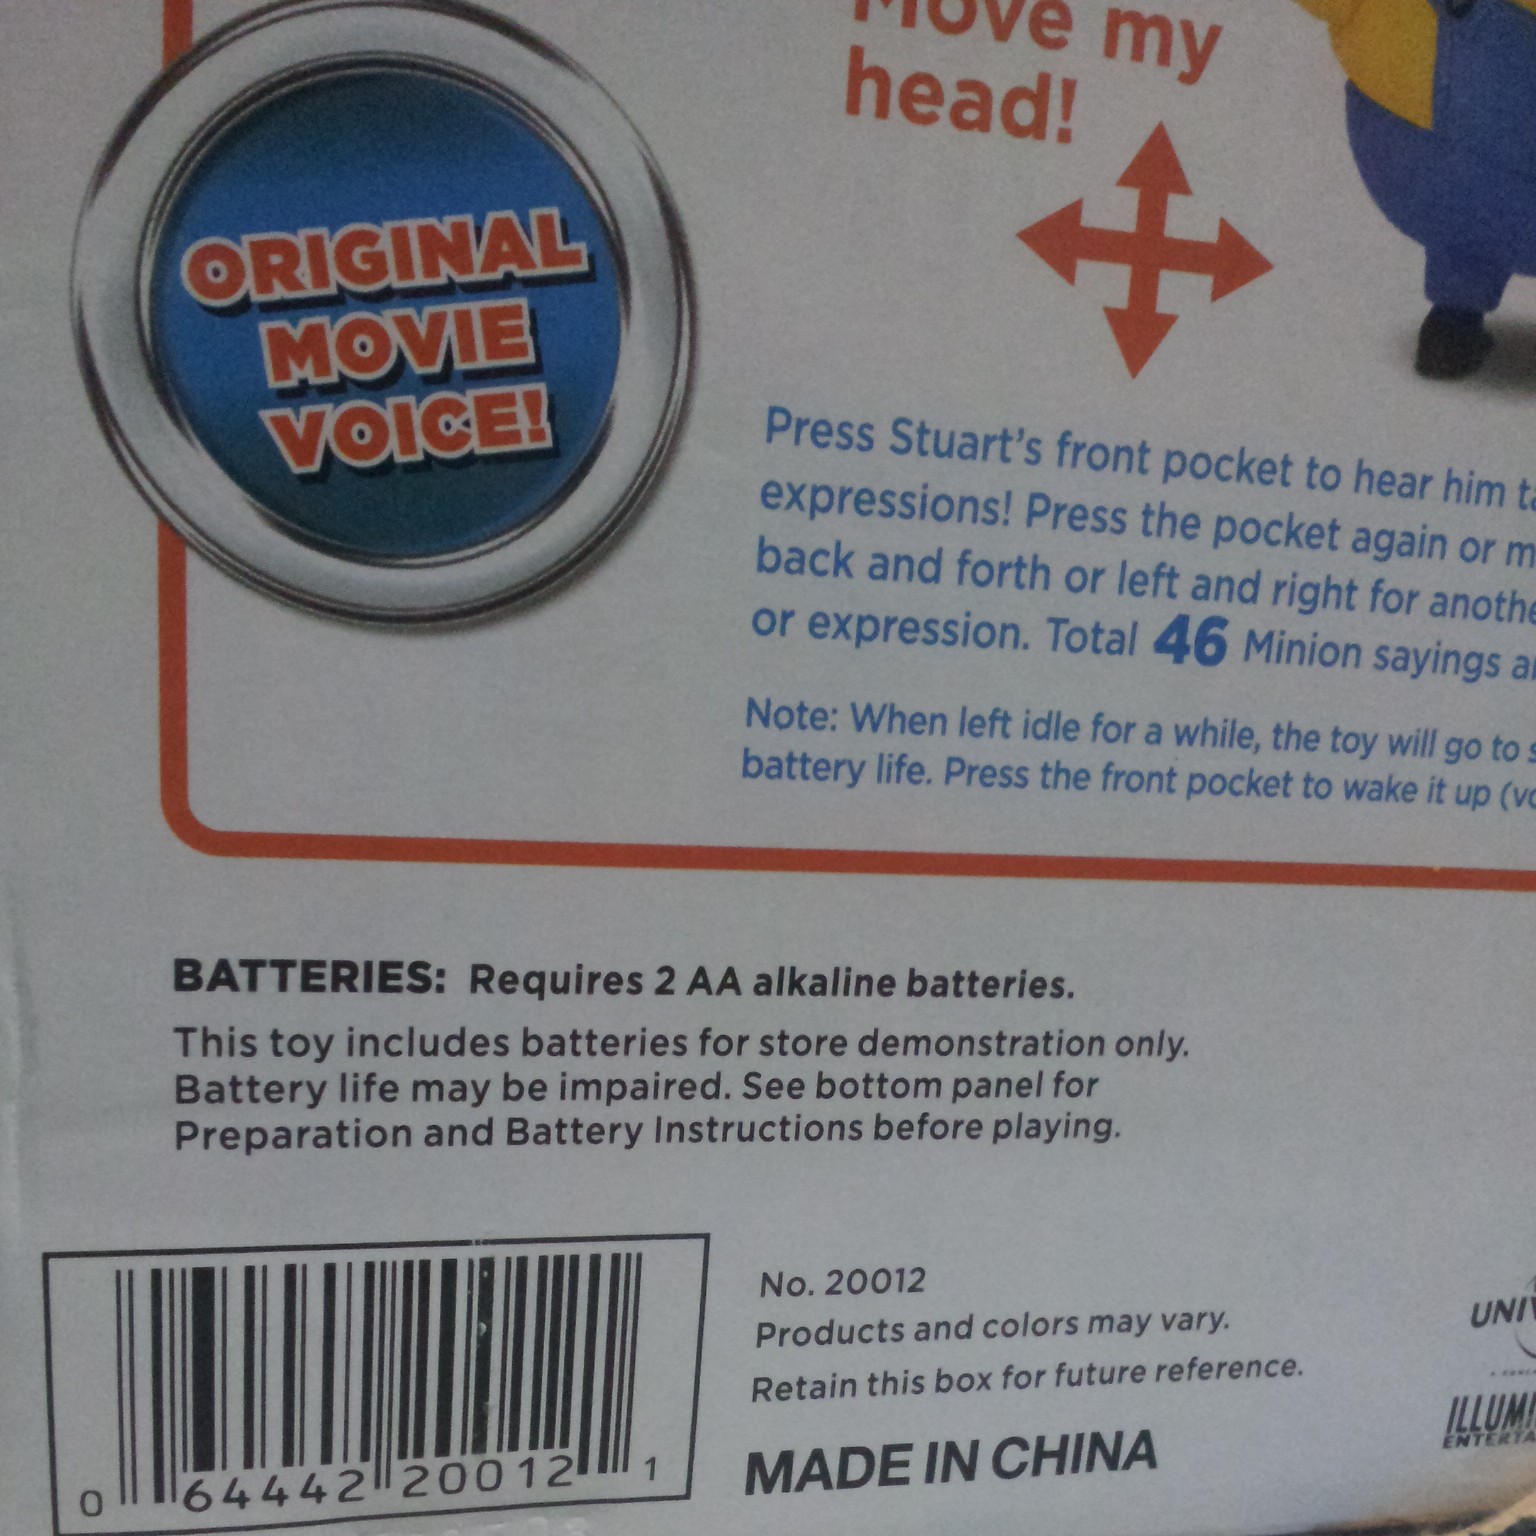 Move my
head!
ORIGINAL
MOVIE
VOICE!
Press Stuart's front pocket to hear him
expressions! Press the pocket again or
back and forth or left and right for
or expression. Total 46 Minion sayings
Note: When left idle for a while, the toy will go to
battery life. Press the front pocket to wake it up
BATTERIES: Requires 2 AA alkaline batteries.
This toy includes batteries for store demonstration only.
Battery life may be impaired. See bottom panel for
Preparation and Battery Instructions before playing.
No. 20012
Products and colors may vary.
Retain this box for future reference.
MADE IN CHINA
0 64442 20012 1